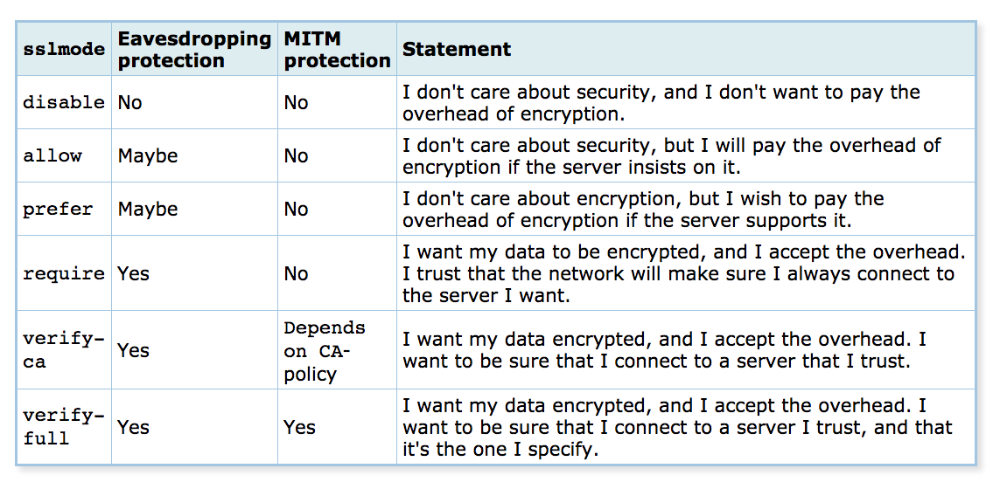 sslmode Eavesdropping protection MITM protection Statement
disable No No I don't care about security, and I don't want to pay the
overhead of encryption.
allow Maybe No I don't care about security, but I will pay the overhead of
encryption if the server insists on it.
prefer Maybe No I don't care about encryption, but I wish to pay the
overhead of encryption if the server supports it.
require Yes No I want my data to be encrypted, and I accept the overhead.
I trust that the network will make sure I always connect to
the server I want.
verify-ca Yes Depends on CA-policy I want my data encrypted, and I accept the overhead. I
want to be sure that I connect to a server that I trust.
verify-full Yes Yes I want my data encrypted, and I accept the overhead. I
want to be sure that I connect to a server I trust, and that
it's the one I specify.